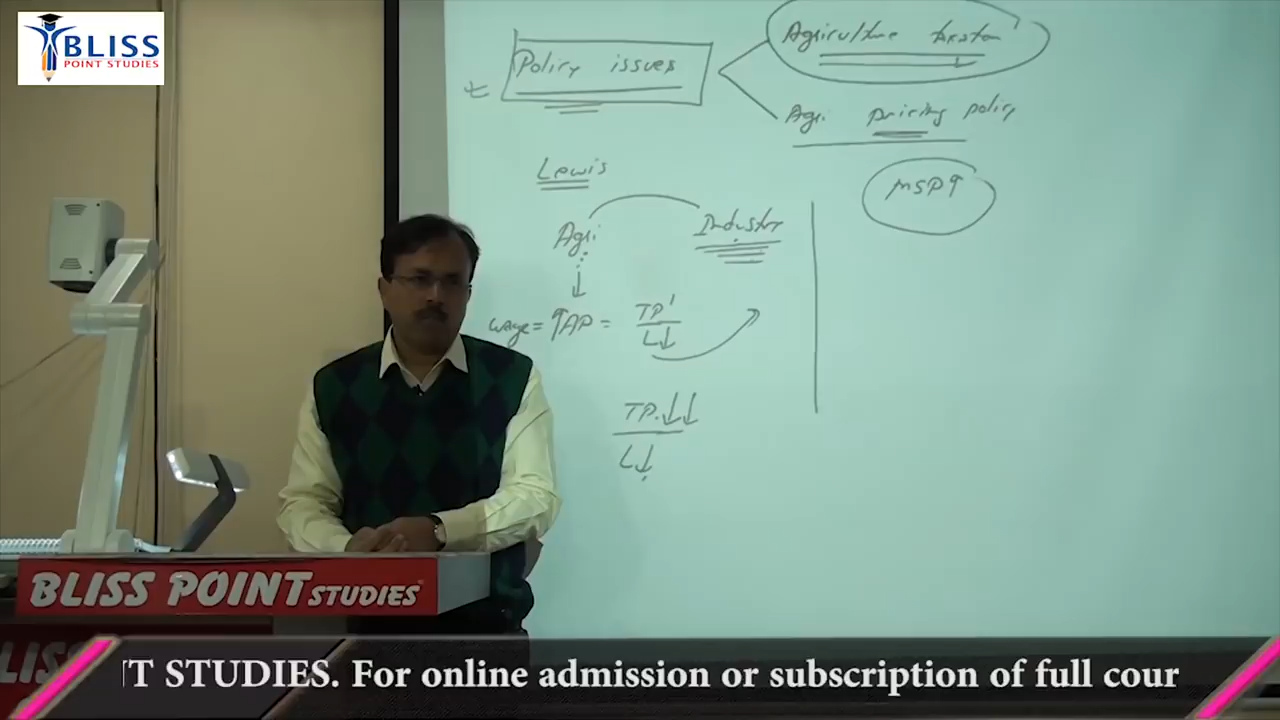 BLISS
POINT STUDIES
Agriculture taxation
Policy issues
Agri. pricing policy
Lewis
MSP↑
Agri. Industry
wage = ↑AP = TP'
L↓
TP.↓↓
L↓
BLISS POINT STUDIES
T STUDIES. For online admission or subscription of full cour